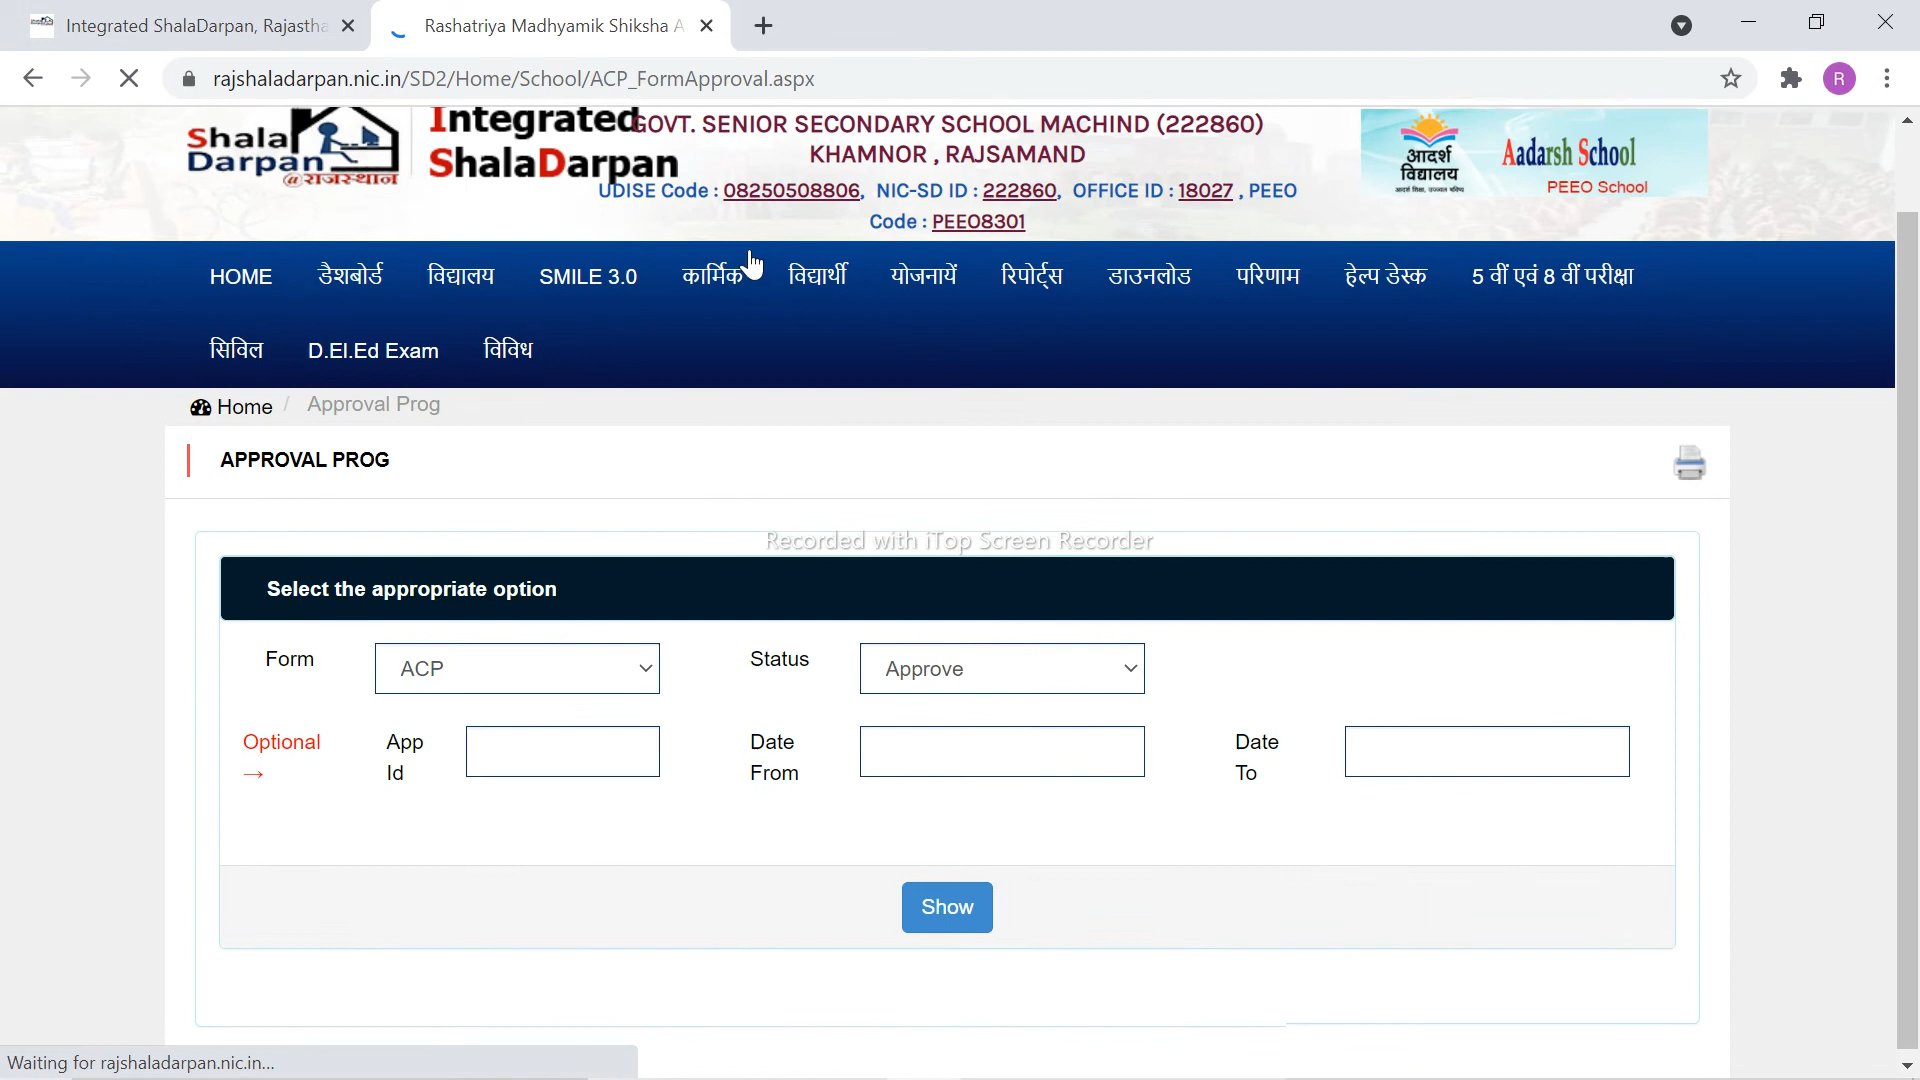 Integrated ShalaDarpan, Rajastha
Rashatriya Madhyamik Shiksha A
rajshaladarpan.nic.in/SD2/Home/School/ACP_FormApproval.aspx
R
Shala
Darpan
@राजस्थान
Integrated
ShalaDarpan
GOVT. SENIOR SECONDARY SCHOOL MACHIND (222860)
KHAMNOR , RAJSAMAND
UDISE Code : 08250508806, NIC-SD ID : 222860, OFFICE ID : 18027 , PEEO
Code : PEEO8301
आदर्श
विद्यालय
Aadarsh School
PEEO School
HOME डैशबोर्ड विद्यालय SMILE 3.0 कार्मिक विद्यार्थी योजनायें रिपोर्ट्स डाउनलोड परिणाम हेल्प डेस्क 5 वीं एवं 8 वीं परीक्षा
सिविल D.El.Ed Exam विविध
Home / Approval Prog
APPROVAL PROG
Recorded with iTop Screen Recorder
Select the appropriate option
Form ACP Status Approve
Optional → App Id Date From Date To
Show
Waiting for rajshaladarpan.nic.in...